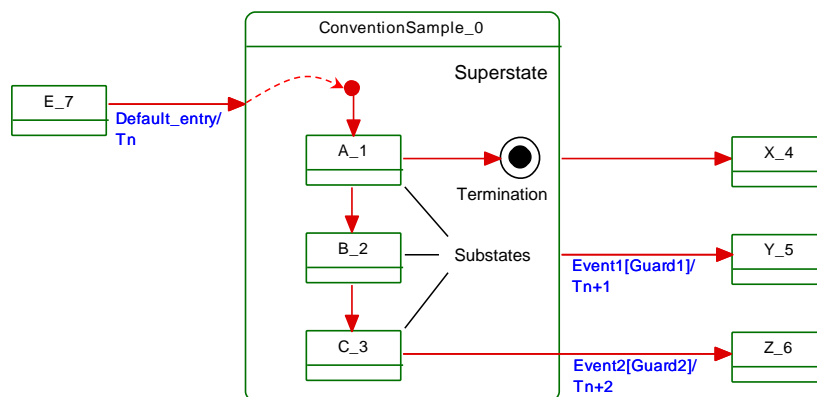 ConventionSample_0
Superstate
E_7
Default_entry/
Tn
A_1
X_4
Termination
B_2
Substates
Y_5
Event1[Guard1]/
Tn+1
C_3
Z_6
Event2[Guard2]/
Tn+2